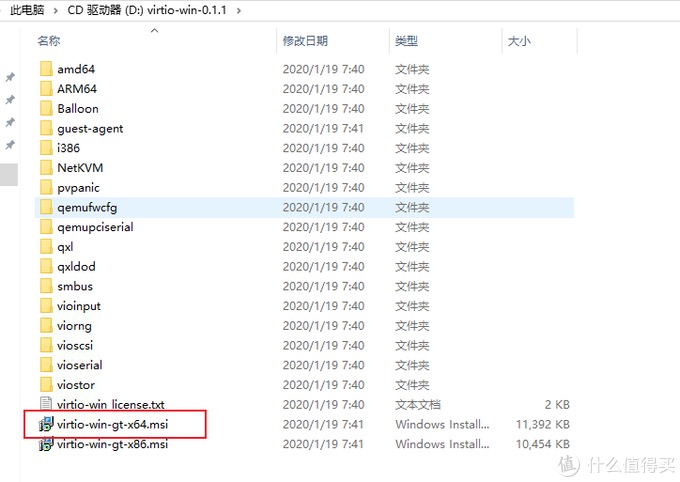 此电脑 > CD 驱动器 (D:) virtio-win-0.1.1 >
名称 修改日期 类型 大小
amd64 2020/1/19 7:40 文件夹
ARM64 2020/1/19 7:40 文件夹
Balloon 2020/1/19 7:40 文件夹
guest-agent 2020/1/19 7:41 文件夹
i386 2020/1/19 7:40 文件夹
NetKVM 2020/1/19 7:40 文件夹
pvpanic 2020/1/19 7:40 文件夹
qemufwcfg 2020/1/19 7:40 文件夹
qemupciserial 2020/1/19 7:40 文件夹
qxl 2020/1/19 7:40 文件夹
qxldod 2020/1/19 7:40 文件夹
smbus 2020/1/19 7:40 文件夹
vioinput 2020/1/19 7:40 文件夹
viorng 2020/1/19 7:40 文件夹
vioscsi 2020/1/19 7:40 文件夹
vioserial 2020/1/19 7:40 文件夹
viostor 2020/1/19 7:40 文件夹
virtio-win_license.txt 2020/1/19 7:40 文本文档 2 KB
virtio-win-gt-x64.msi 2020/1/19 7:41 Windows Install... 11,392 KB
virtio-win-gt-x86.msi 2020/1/19 7:41 Windows Install... 10,454 KB
值 什么值得买